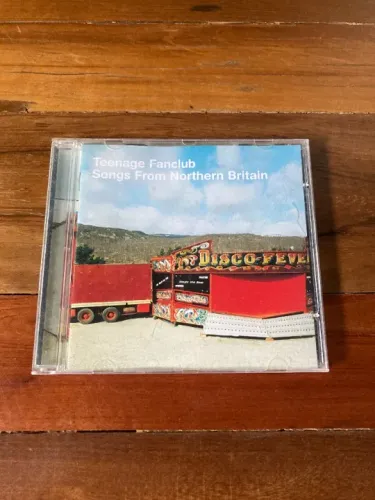 Teenage Fanclub
Songs From Northern Britain
DISCO FEVE